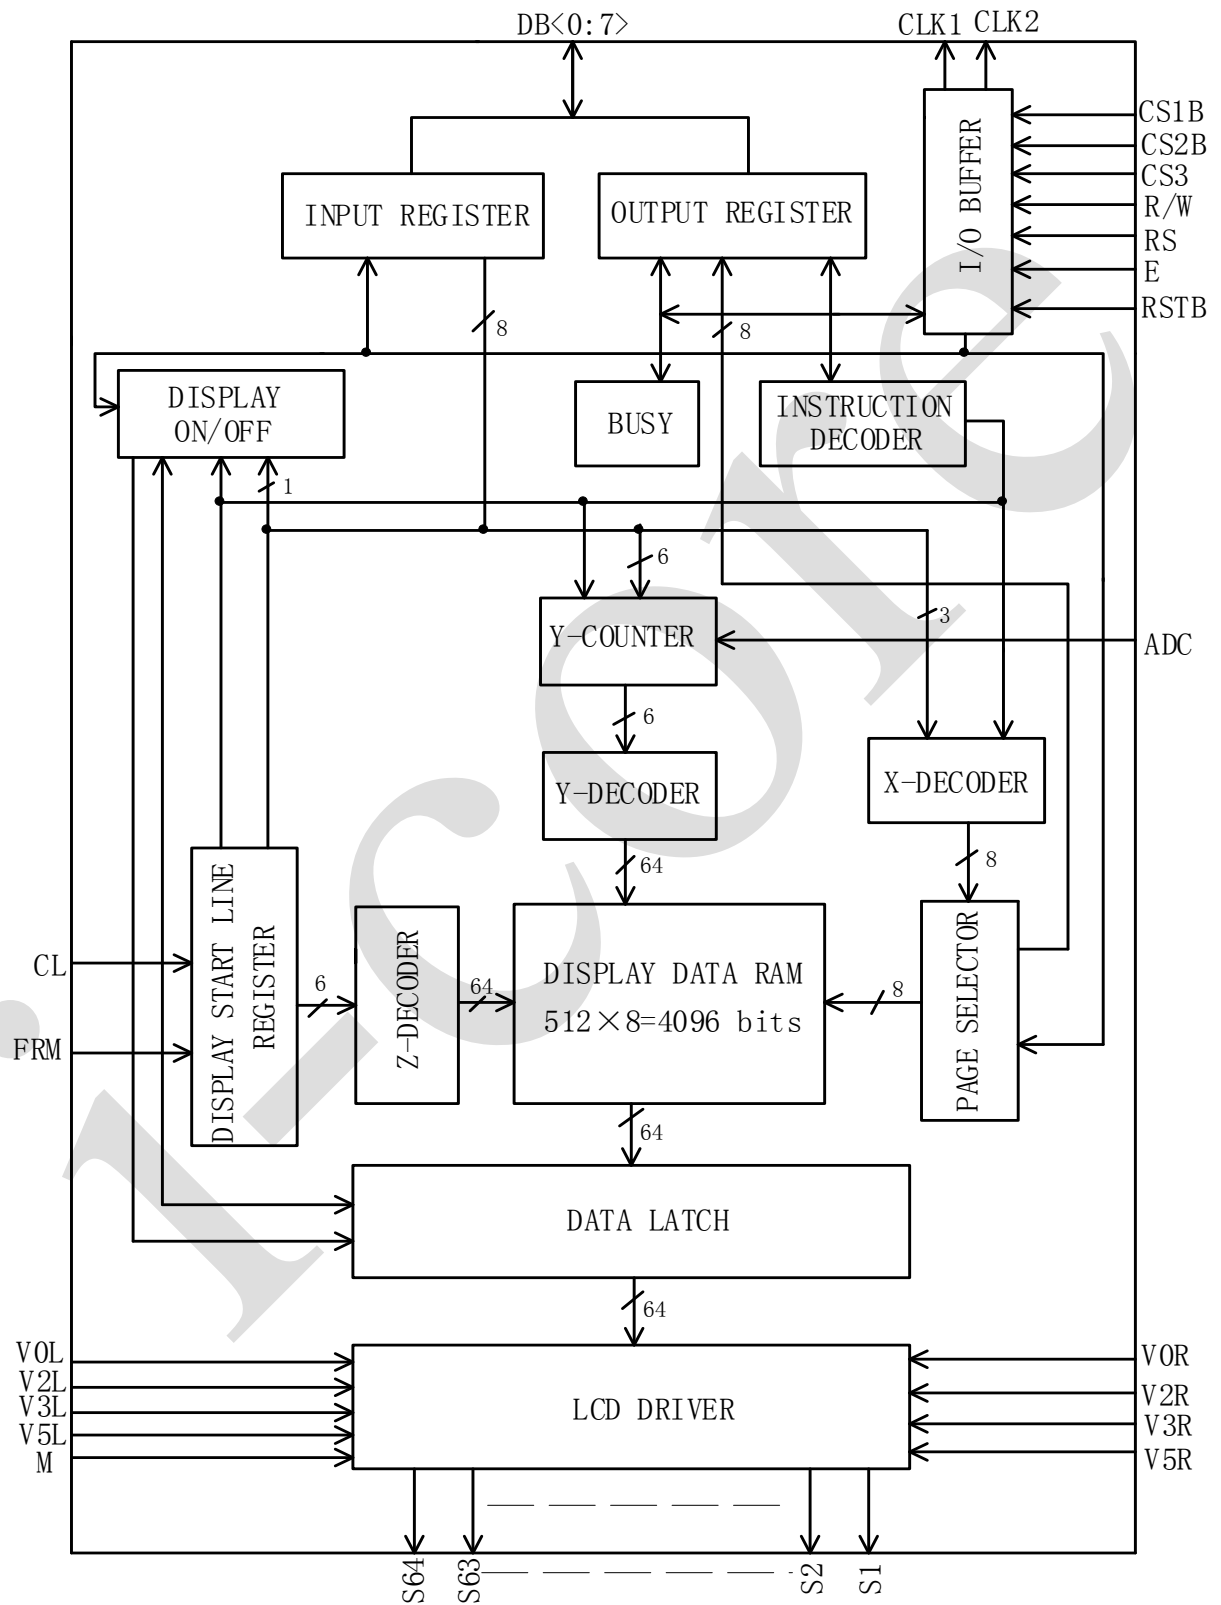 DB<0:7>
CLK1 CLK2
CS1B
CS2B
CS3
R/W
RS
E
RSTB
I/O BUFFER
INPUT REGISTER
OUTPUT REGISTER
8
8
DISPLAY
ON/OFF
BUSY
INSTRUCTION
DECODER
1
6
3
Y-COUNTER
ADC
6
Y-DECODER
X-DECODER
64
8
CL
FRM
DISPLAY START LINE
REGISTER
6
Z-DECODER
64
DISPLAY DATA RAM
512×8=4096 bits
8
PAGE SELECTOR
64
DATA LATCH
64
V0L
V2L
V3L
V5L
M
LCD DRIVER
V0R
V2R
V3R
V5R
S64
S63
S2
S1
i-core